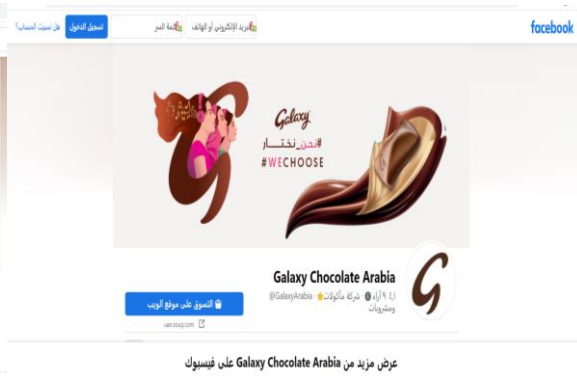 facebook
البريد الإلكتروني أو الهاتف
كلمة السر
تسجيل الدخول
هل نسيت الحساب؟
Galaxy
#نحن_نختار
#WECHOOSE
Galaxy Chocolate Arabia
@GalaxyArabia · شركة مأكولات
ومشروبات
التسوق على موقع الويب
عرض مزيد من Galaxy Chocolate Arabia على فيسبوك